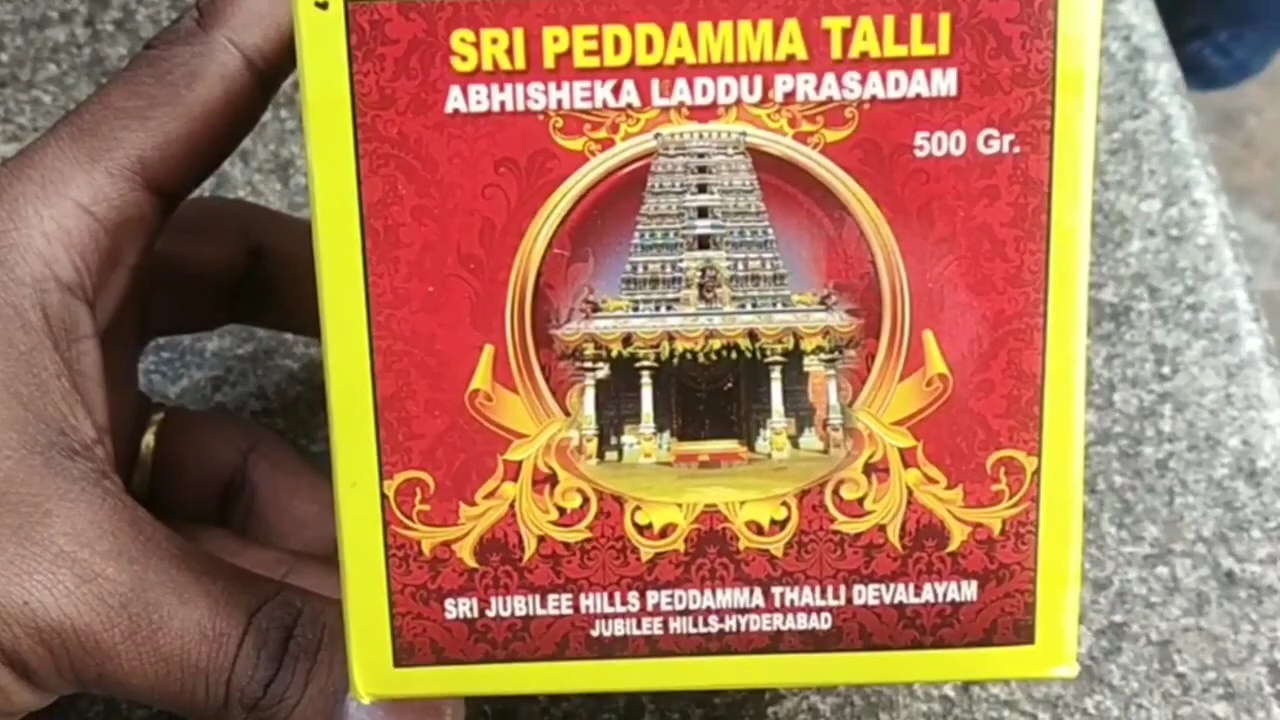 SRI PEDDAMMA TALLI
ABHISHEKA LADDU PRASADAM
500 Gr.
SRI JUBILEE HILLS PEDDAMMA THALLI DEVALAYAM
JUBILEE HILLS-HYDERABAD